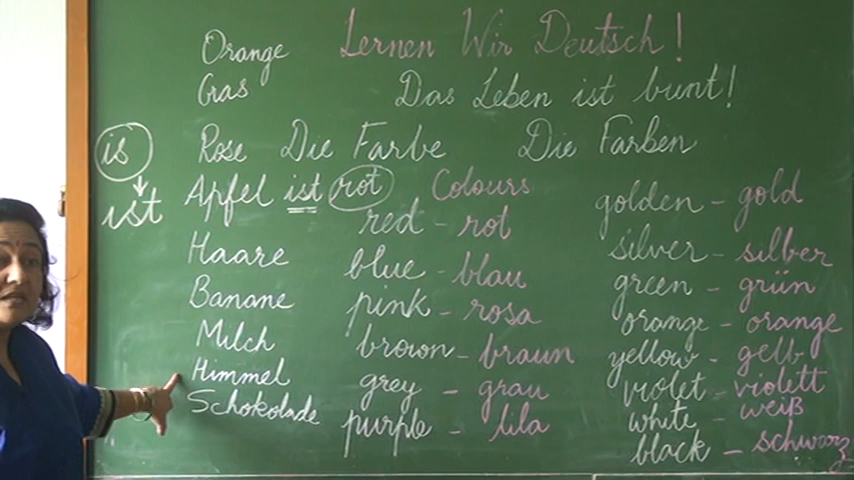 Orange Lernen Wir Deutsch!
Gras Das Leben ist bunt!
is Rose Die Farbe Die Farben
ist Apfel ist rot Colours golden - gold
red - rot
Haare silver - silber
blue - blau green - grün
Banane pink - rosa orange - orange
Milch brown - braun yellow - gelb
Himmel grey - grau violet - violett
Schokolade purple - lila white - weiß
black - schwarz